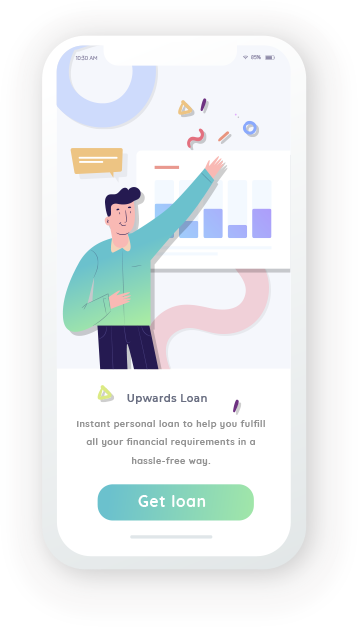 10:30 AM 85%
Upwards Loan
Instant personal loan to help you fulfill
all your financial requirements in a
hassle-free way.
Get loan